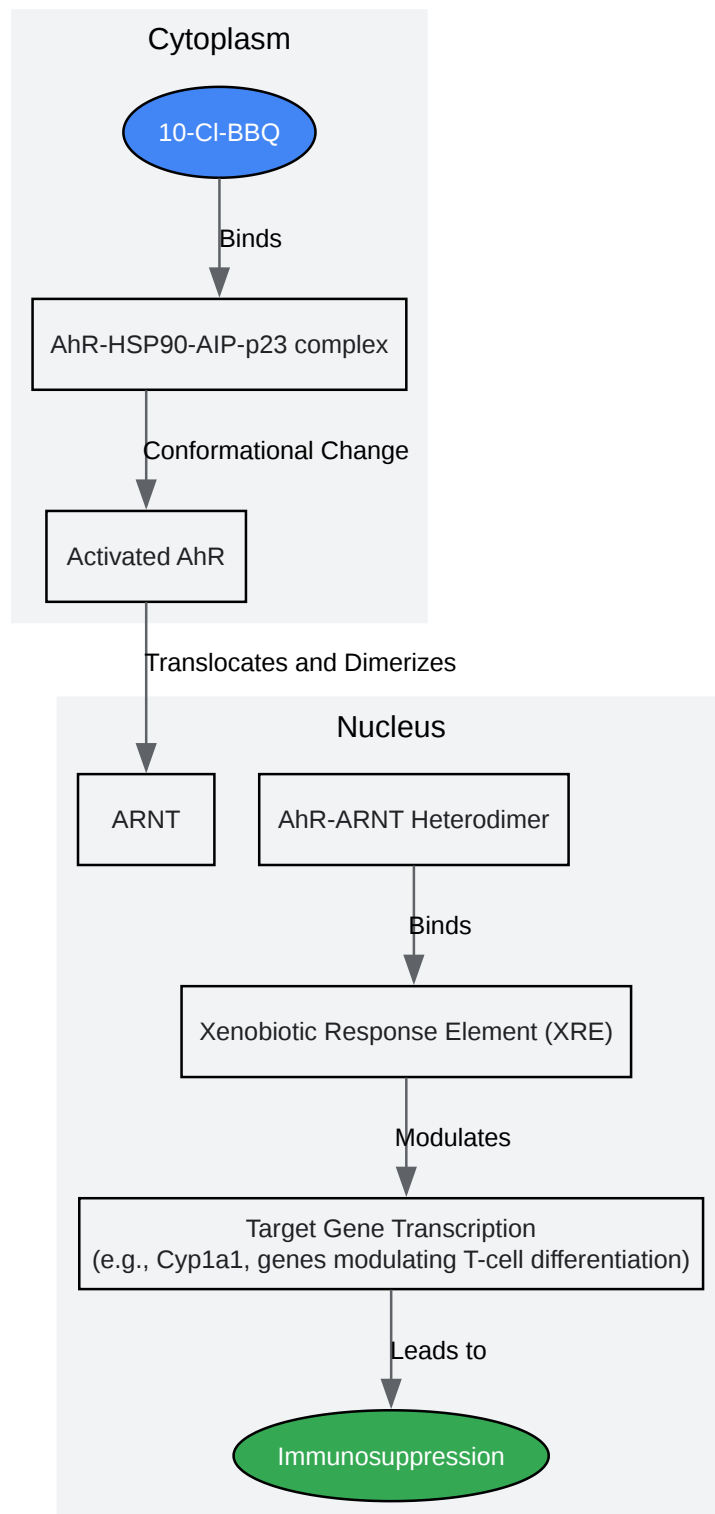 Cytoplasm
10-Cl-BBQ
Binds
AhR-HSP90-AIP-p23 complex
Conformational Change
Activated AhR
Translocates and Dimerizes
Nucleus
ARNT
AhR-ARNT Heterodimer
Binds
Xenobiotic Response Element (XRE)
Modulates
Target Gene Transcription
(e.g., Cyp1a1, genes modulating T-cell differentiation)
Leads to
Immunosuppression